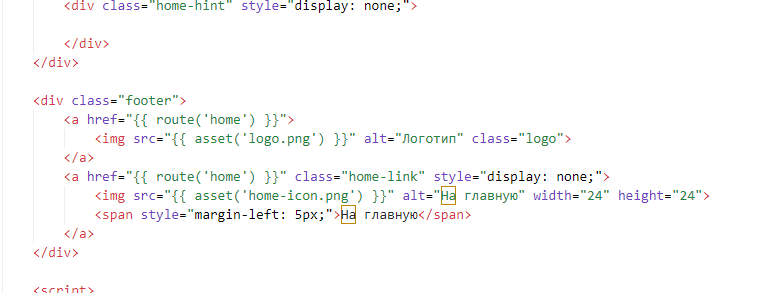 <div class="home-hint" style="display: none;">
</div>
</div>
<div class="footer">
<a href="{{ route('home') }}">
<img src="{{ asset('logo.png') }}" alt="Логотип" class="logo">
</a>
<a href="{{ route('home') }}" class="home-link" style="display: none;">
<img src="{{ asset('home-icon.png') }}" alt="На главную" width="24" height="24">
<span style="margin-left: 5px;">На главную</span>
</a>
</div>
<script>